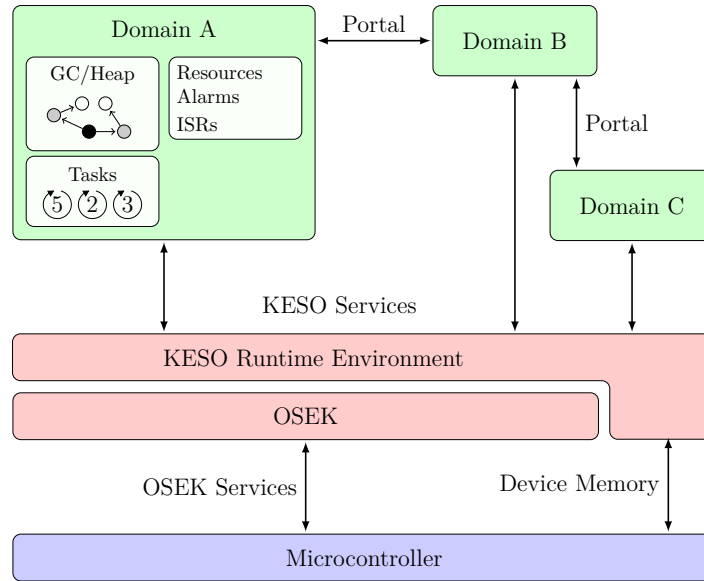 Domain A
Portal
Domain B
GC/Heap
Resources
Alarms
ISRs
Portal
Tasks
5 2 3
Domain C
KESO Services
KESO Runtime Environment
OSEK
OSEK Services
Device Memory
Microcontroller